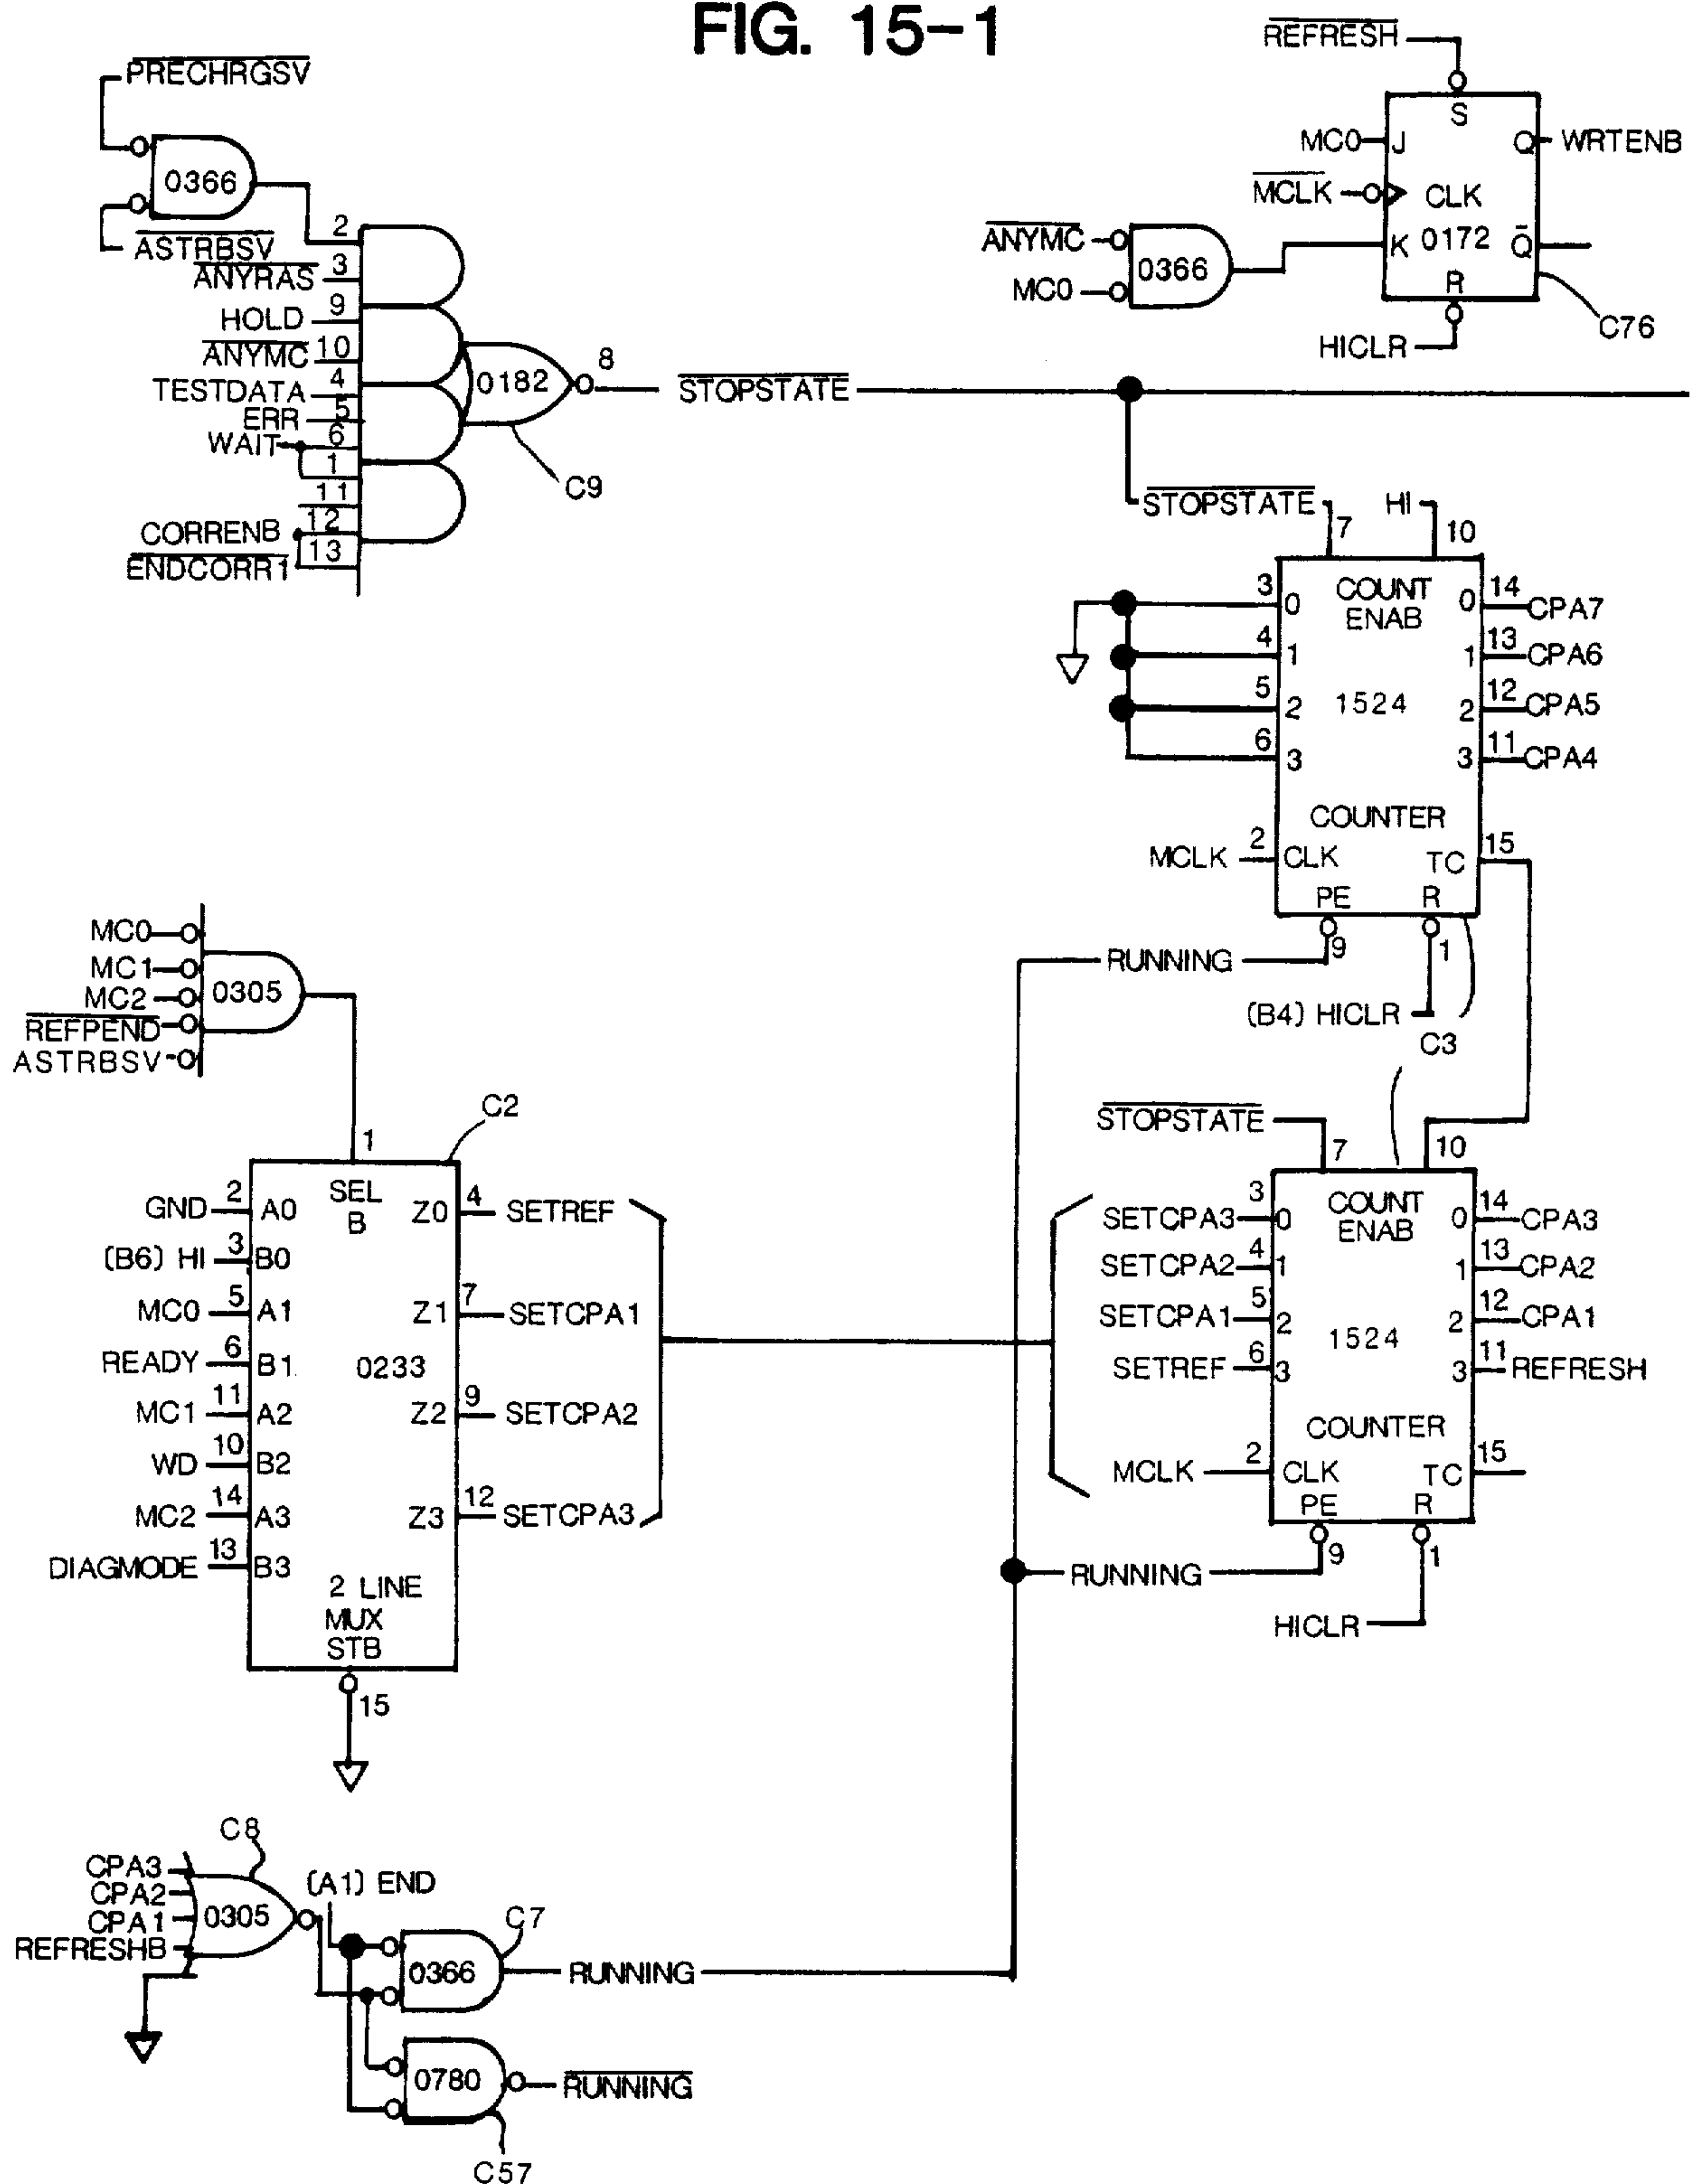 FIG. 15-1
PRECHRGSV
0366
ASTRBSV
2
ANYRAS 3
HOLD 9
ANYMC 10
TESTDATA 4
ERR 5
WAIT 6
1
11
12
CORRENB
13
ENDCORR1
0182
8
STOPSTATE
C9
REFRESH
S
MC0 J
Q WRTENB
MCLK CLK
ANYMC
0366
MC0
K 0172 Q
R
HICLR
C76
STOPSTATE
HI
7 10
3 0 COUNT ENAB 0 14 CPA7
4 1 1 13 CPA6
5 2 1524 2 12 CPA5
6 3 3 11 CPA4
COUNTER
MCLK 2 CLK TC 15
PE R
RUNNING 9 1
(B4) HICLR
C3
MC0
MC1
MC2
0305
REFPEND
ASTRBSV
C2
1
SEL
B
GND 2 A0 Z0 4 SETREF
(B6) HI 3 B0
MC0 5 A1 Z1 7 SETCPA1
READY 6 B1 0233
MC1 11 A2 Z2 9 SETCPA2
WD 10 B2
MC2 14 A3 Z3 12 SETCPA3
DIAGMODE 13 B3
2 LINE
MUX
STB
15
STOPSTATE
7 10
SETCPA3 3 0 COUNT ENAB 0 14 CPA3
SETCPA2 4 1 1 13 CPA2
SETCPA1 5 2 1524 2 12 CPA1
SETREF 6 3 3 11 REFRESH
COUNTER
MCLK 2 CLK TC 15
PE R
RUNNING 9 1
HICLR
C8
CPA3
CPA2
CPA1
REFRESHB
0305
(A1) END
C7
0366 RUNNING
0780 RUNNING
C57